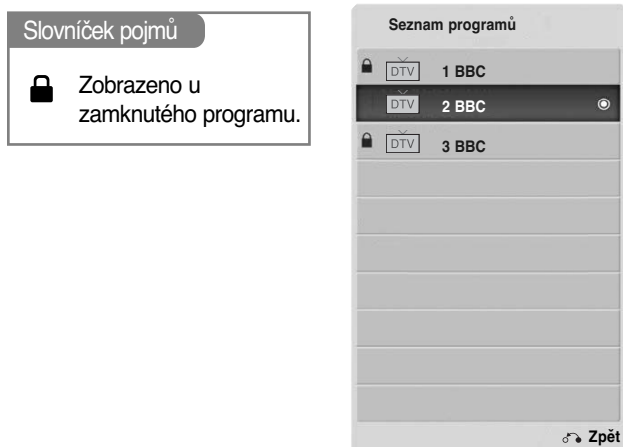 Slovníček pojmů
Zobrazeno u
zamknutého programu.
Seznam programů
DTV 1 BBC
DTV 2 BBC
DTV 3 BBC
Zpět